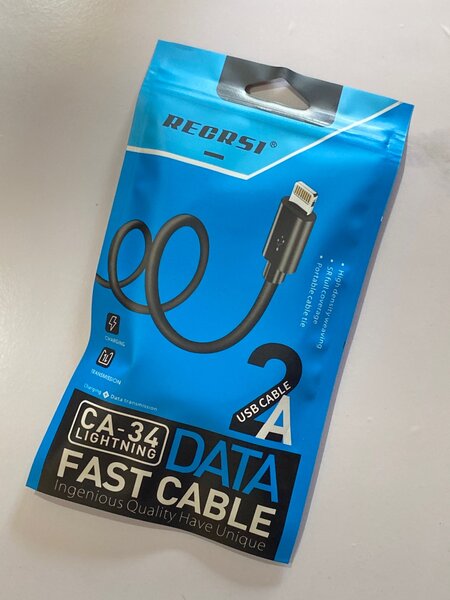 RECRSI®
• High density weaving
• SR full coverage
• Portable cable tie
CHARGING
TRANSMISSION
Charging Data transmission
2A
USB CABLE
CA-34
LIGHTNING
DATA
FAST CABLE
Ingenious Quality Have Unique